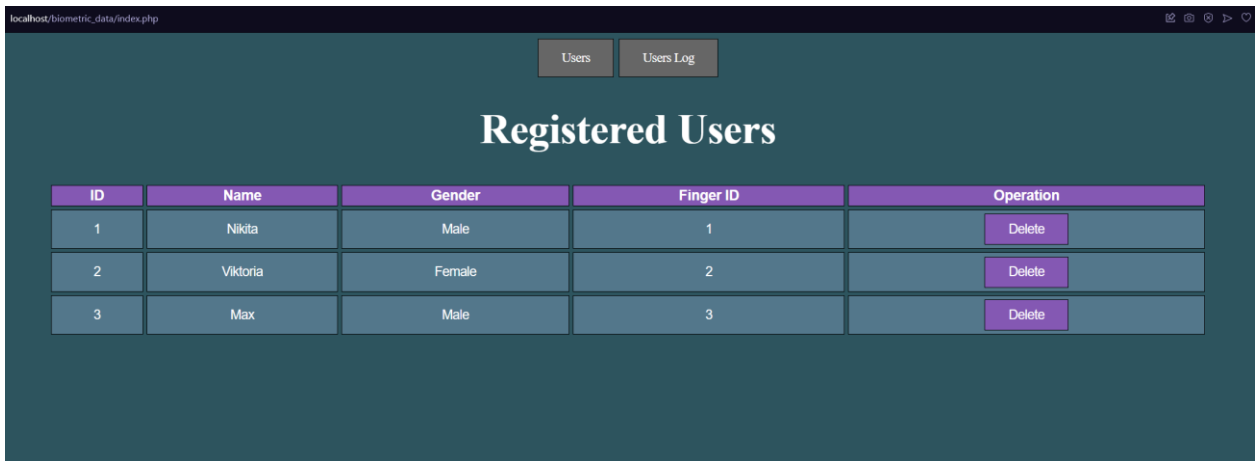 localhost/biometric_data/index.php
Users Users Log
Registered Users
ID Name Gender Finger ID Operation
1 Nikita Male 1 Delete
2 Viktoria Female 2 Delete
3 Max Male 3 Delete